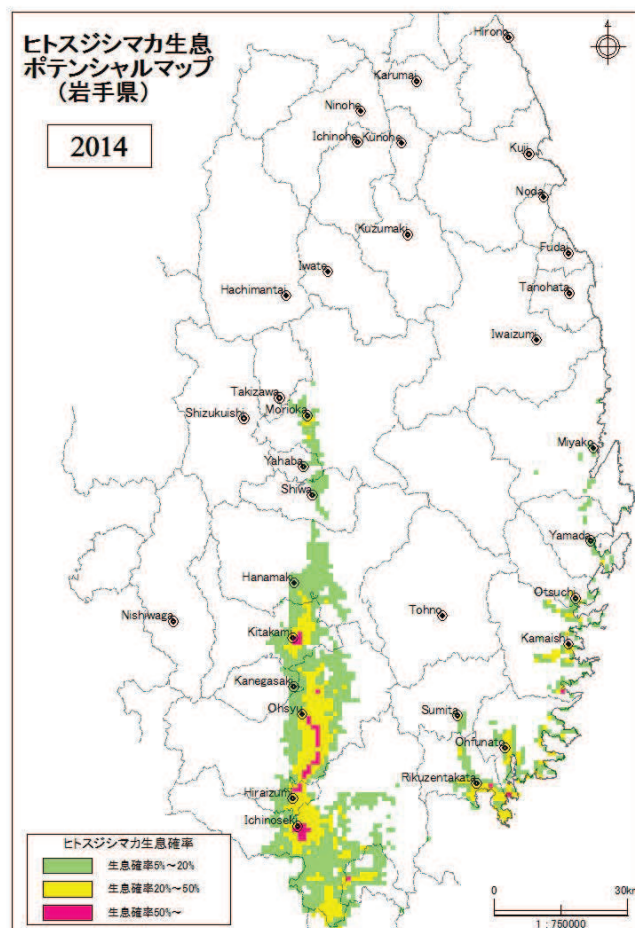 ヒトスジシマカ生息
ポテンシャルマップ
(岩手県)
2014
4
Hirono
Karumai
Ninohe
Ichinohe
Kunohe
Kuji
Noda
Kuzumaki
Fudai
Iwate
Tanohata
Hachimantai
Iwaizumi
Takizawa
Morioka
Shizukuishi
Miyako
Yahaba
Shiwa
Yamada
Hanamaki
Otsuchi
Tohno
Nishiwaga
Kitakami
Kamaishi
Kanegasaki
Ohsyu
Sumita
Ohfunato
Rikuzentakata
Hiraizumi
Ichinoseki
ヒトスジシマカ生息確率
生息確率5%~20%
生息確率20%~50%
生息確率50%~
0 30km
1 : 750000